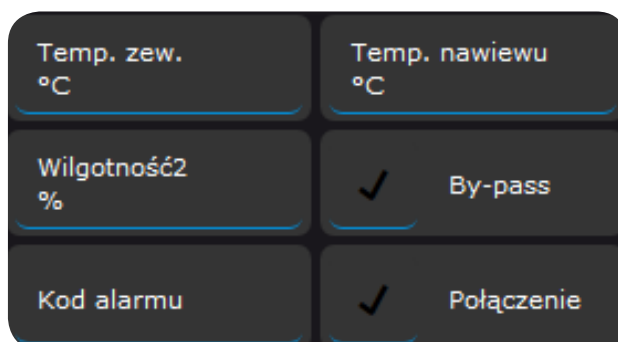 Temp. zew.
°C
Temp. nawiewu
°C
Wilgotność2
%
By-pass
Kod alarmu
Połączenie